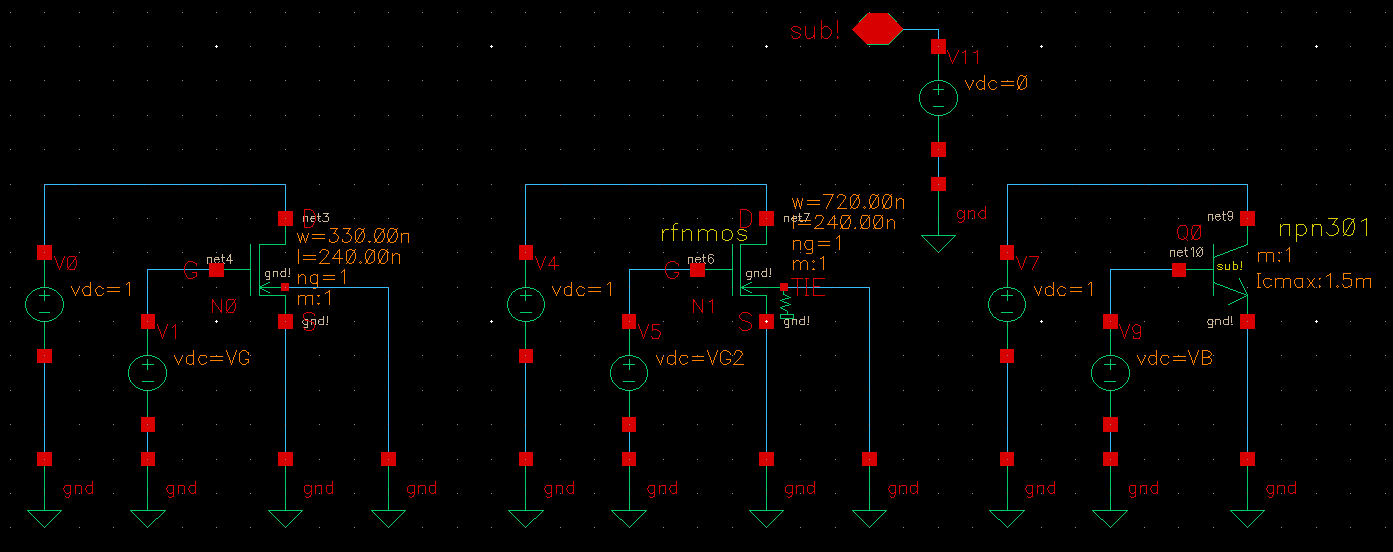 sub!
V11
vdc=0
gnd
D
net3
w=330.00n
l=240.00n
ng=1
m:1
gnd!
G
net4
N0
S
gnd!
V0
vdc=1
V1
vdc=VG
gnd
gnd
gnd
gnd
rfnmos
D
net7
w=720.00n
l=240.00n
ng=1
m:1
gnd!
TIE
G
net6
N1
S
gnd!
V4
vdc=1
V5
vdc=VG2
gnd
gnd
gnd
gnd
net9
npn301
Q0
net10
sub!
m:1
Icmax:1.5m
gnd!
V7
vdc=1
V9
vdc=VB
gnd
gnd
gnd